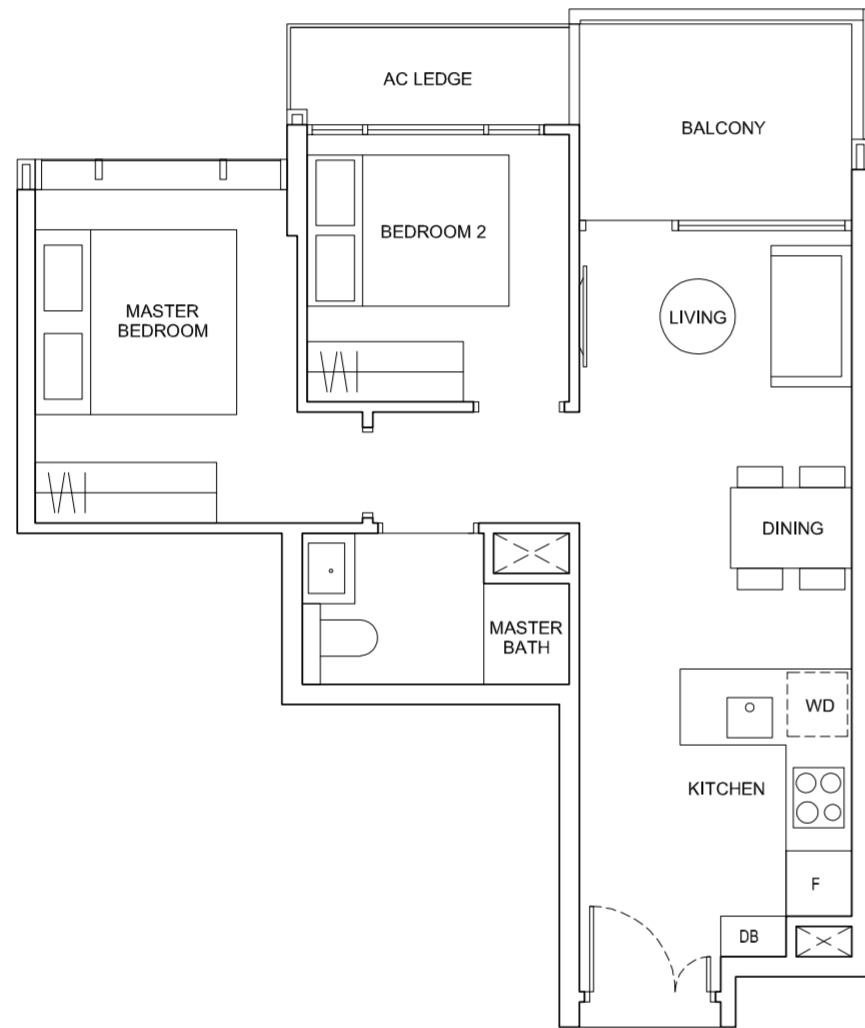 AC LEDGE
BALCONY
BEDROOM 2
MASTER
BEDROOM
LIVING
DINING
MASTER
BATH
WD
KITCHEN
F
DB